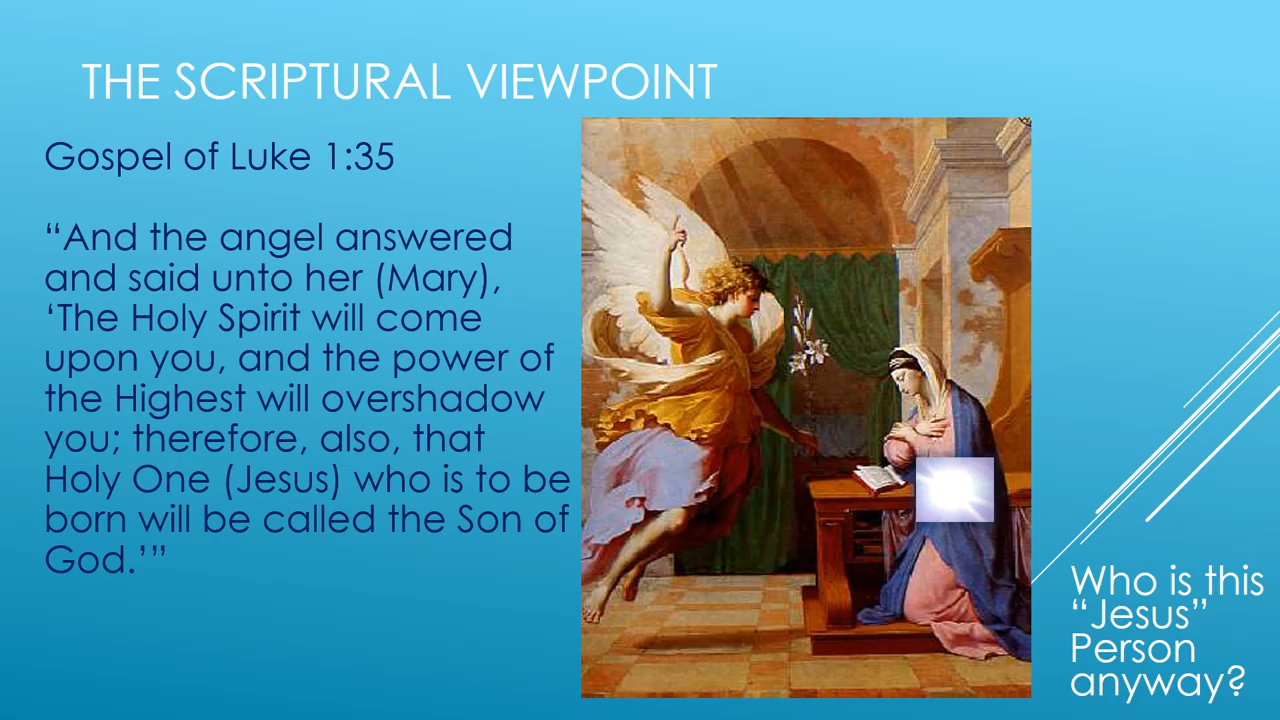 THE SCRIPTURAL VIEWPOINT
Gospel of Luke 1:35
“And the angel answered
and said unto her (Mary),
‘The Holy Spirit will come
upon you, and the power of
the Highest will overshadow
you; therefore, also, that
Holy One (Jesus) who is to be
born will be called the Son of
God.’”
Who is this
“Jesus”
Person
anyway?